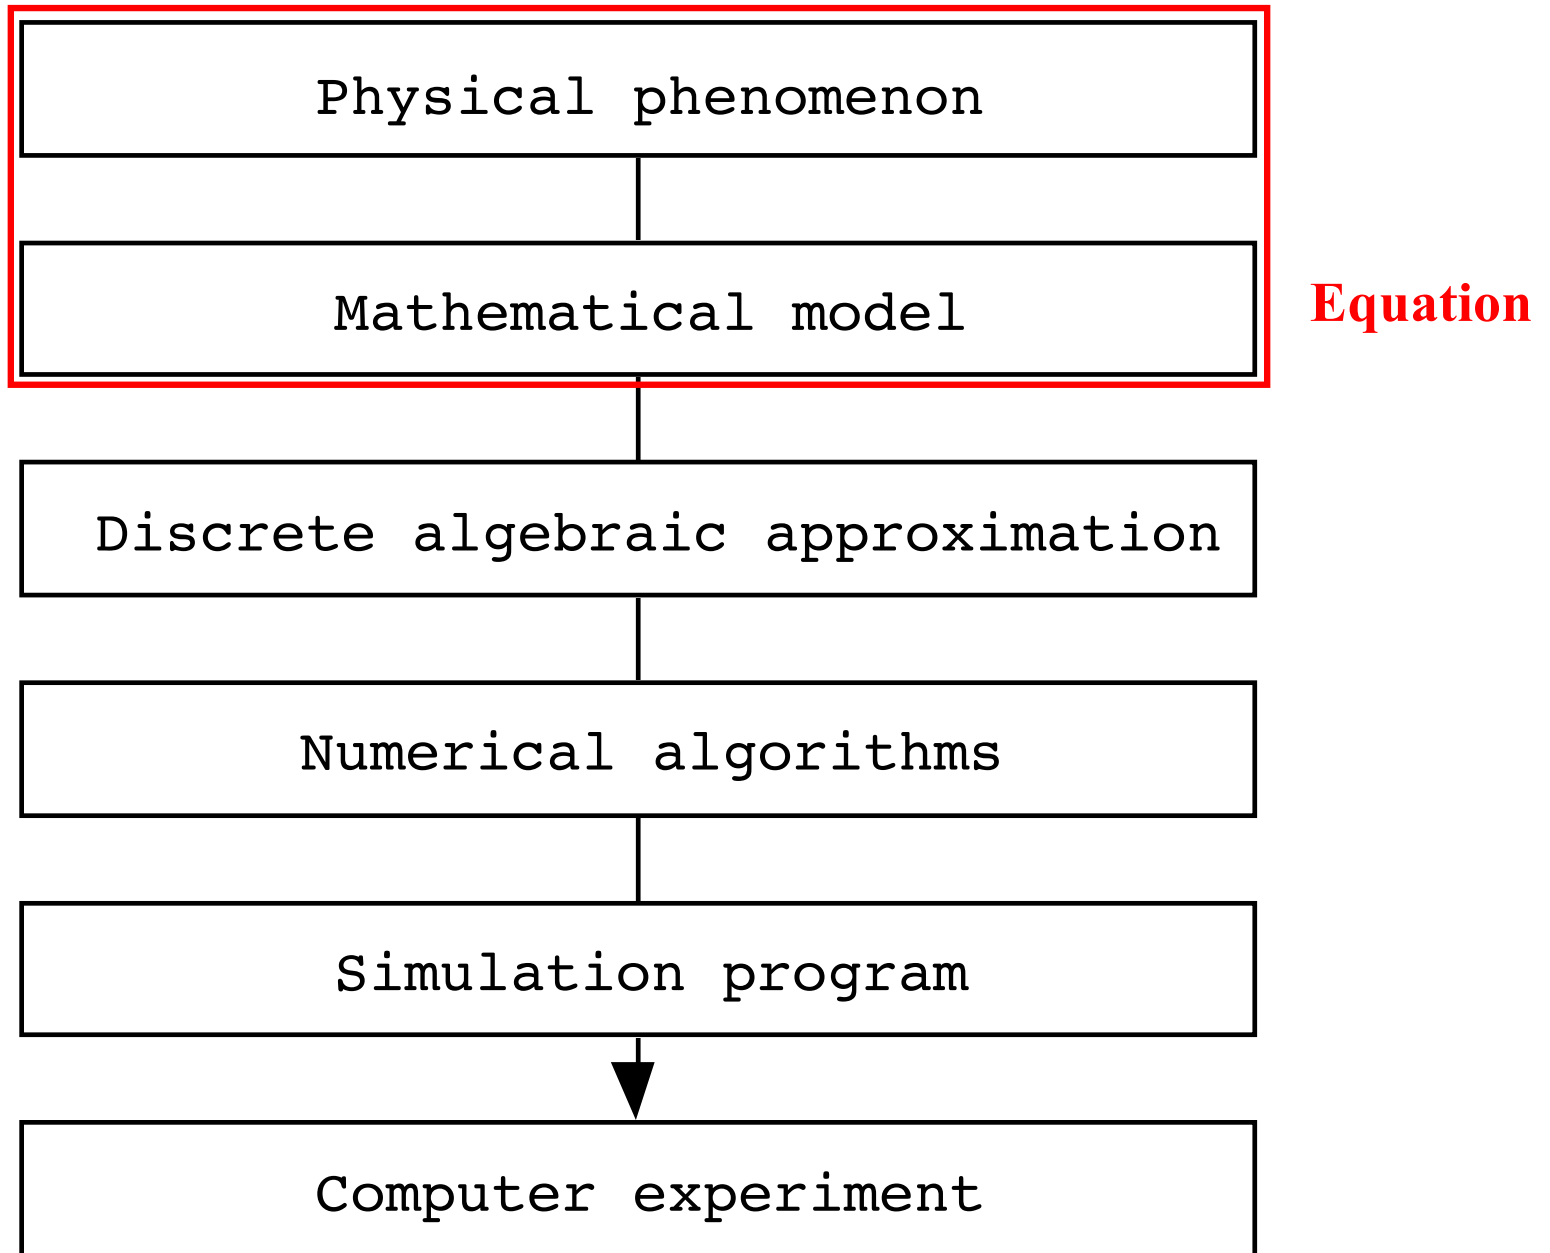 Physical phenomenon
Mathematical model
Equation
Discrete algebraic approximation
Numerical algorithms
Simulation program
Computer experiment